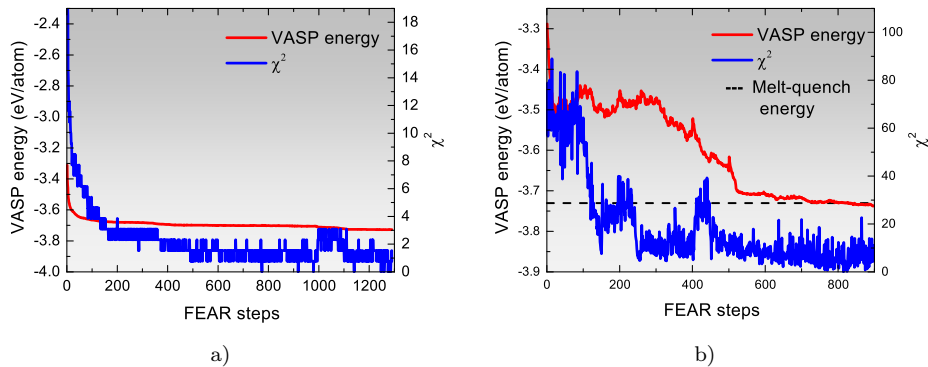 VASP energy (eV/atom)
-2.4
-2.6
-2.8
-3.0
-3.2
-3.4
-3.6
-3.8
-4.0
VASP energy
χ²
18
16
14
12
10
8
6
4
2
0
χ²
0 200 400 600 800 1000 1200
FEAR steps
a)
VASP energy (eV/atom)
-3.3
-3.5
-3.7
-3.8
-3.9
VASP energy
χ²
Melt-quench
energy
100
80
60
40
20
0
χ²
0 200 400 600 800
FEAR steps
b)